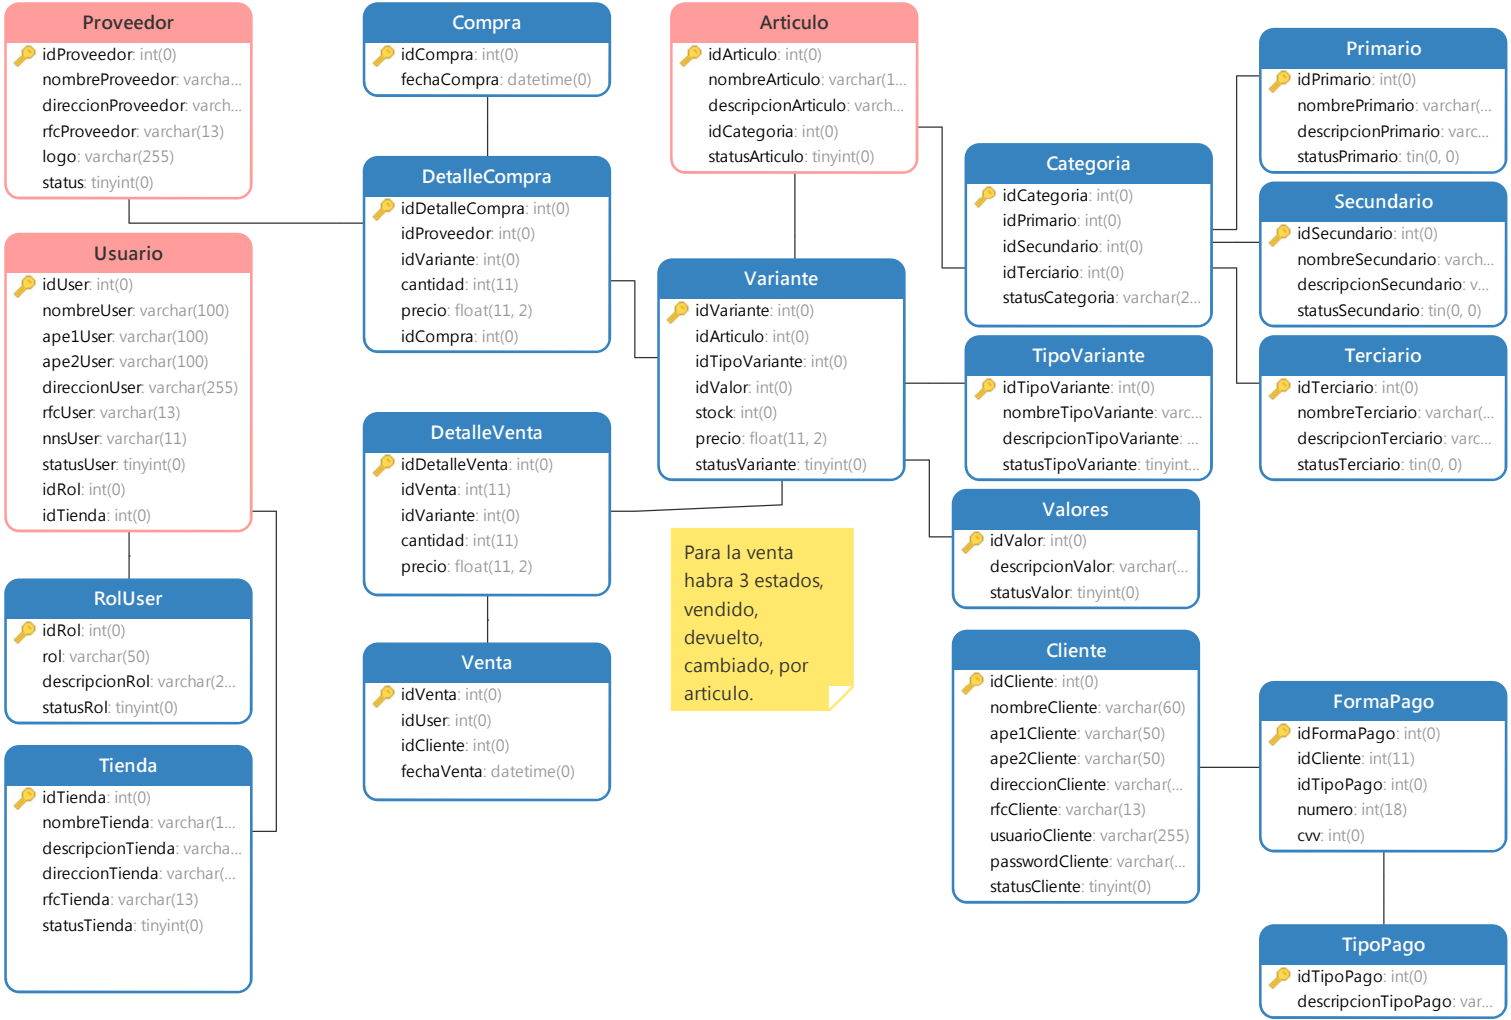 Proveedor
idProveedor: int(0)
nombreProveedor: varcha...
direccionProveedor: varch...
rfcProveedor: varchar(13)
logo: varchar(255)
status: tinyint(0)
Usuario
idUser: int(0)
nombreUser: varchar(100)
ape1User: varchar(100)
ape2User: varchar(100)
direccionUser: varchar(255)
rfcUser: varchar(13)
nnsUser: varchar(11)
statusUser: tinyint(0)
idRol: int(0)
idTienda: int(0)
RolUser
idRol: int(0)
rol: varchar(50)
descripcionRol: varchar(2...
statusRol: tinyint(0)
Tienda
idTienda: int(0)
nombreTienda: varchar(1...
descripcionTienda: varcha...
direccionTienda: varchar(...
rfcTienda: varchar(13)
statusTienda: tinyint(0)
Compra
idCompra: int(0)
fechaCompra: datetime(0)
DetalleCompra
idDetalleCompra: int(0)
idProveedor: int(0)
idVariante: int(0)
cantidad: int(11)
precio: float(11, 2)
idCompra: int(0)
DetalleVenta
idDetalleVenta: int(0)
idVenta: int(11)
idVariante: int(0)
cantidad: int(11)
precio: float(11, 2)
Venta
idVenta: int(0)
idUser: int(0)
idCliente: int(0)
fechaVenta: datetime(0)
Articulo
idArticulo: int(0)
nombreArticulo: varchar(1...
descripcionArticulo: varch...
idCategoria: int(0)
statusArticulo: tinyint(0)
Variante
idVariante: int(0)
idArticulo: int(0)
idTipoVariante: int(0)
idValor: int(0)
stock: int(0)
precio: float(11, 2)
statusVariante: tinyint(0)
Para la venta
habra 3 estados,
vendido,
devuelto,
cambiado, por
articulo.
Categoria
idCategoria: int(0)
idPrimario: int(0)
idSecundario: int(0)
idTerciario: int(0)
statusCategoria: varchar(2...
TipoVariante
idTipoVariante: int(0)
nombreTipoVariante: varc...
descripcionTipoVariante: ...
statusTipoVariante: tinyint...
Valores
idValor: int(0)
descripcionValor: varchar(...
statusValor: tinyint(0)
Cliente
idCliente: int(0)
nombreCliente: varchar(60)
ape1Cliente: varchar(50)
ape2Cliente: varchar(50)
direccionCliente: varchar(...
rfcCliente: varchar(13)
usuarioCliente: varchar(255)
passwordCliente: varchar(...
statusCliente: tinyint(0)
Primario
idPrimario: int(0)
nombrePrimario: varchar(...
descripcionPrimario: varc...
statusPrimario: tin(0, 0)
Secundario
idSecundario: int(0)
nombreSecundario: varch...
descripcionSecundario: v...
statusSecundario: tin(0, 0)
Terciario
idTerciario: int(0)
nombreTerciario: varchar(...
descripcionTerciario: varc...
statusTerciario: tin(0, 0)
FormaPago
idFormaPago: int(0)
idCliente: int(11)
idTipoPago: int(0)
numero: int(18)
cvv: int(0)
TipoPago
idTipoPago: int(0)
descripcionTipoPago: var...